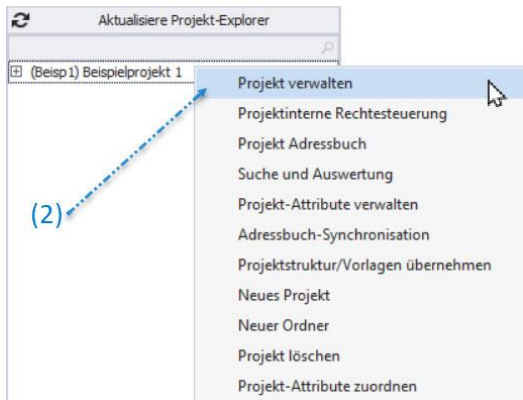 Aktualisiere Projekt-Explorer
(Beisp1) Beispielprojekt 1
Projekt verwalten
Projektinterne Rechtesteuerung
Projekt Adressbuch
Suche und Auswertung
(2)
Projekt-Attribute verwalten
Adressbuch-Synchronisation
Projektstruktur/Vorlagen übernehmen
Neues Projekt
Neuer Ordner
Projekt löschen
Projekt-Attribute zuordnen